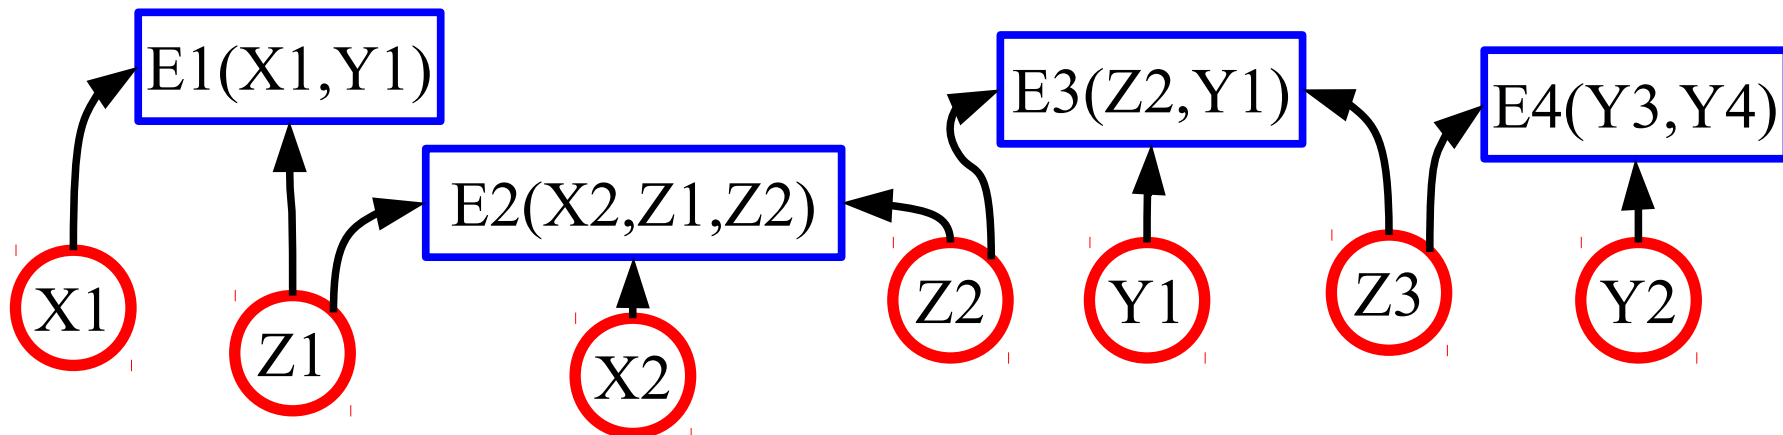 E1(X1,Y1)
E2(X2,Z1,Z2)
E3(Z2,Y1)
E4(Y3,Y4)
X1
Z1
X2
Z2
Y1
Z3
Y2